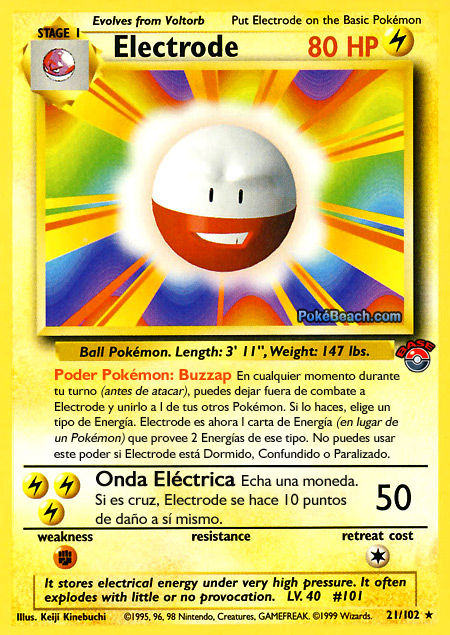 Evolves from Voltorb Put Electrode on the Basic Pokémon
STAGE 1
Electrode 80 HP
PokéBeach.com
Ball Pokémon. Length: 3' 11", Weight: 147 lbs.
BASE
Poder Pokémon: Buzzap En cualquier momento durante
tu turno (antes de atacar), puedes dejar fuera de combate a
Electrode y unirlo a 1 de tus otros Pokémon. Si lo haces, elige un
tipo de Energía. Electrode es ahora 1 carta de Energía (en lugar de
un Pokémon) que provee 2 Energías de ese tipo. No puedes usar
este poder si Electrode está Dormido, Confundido o Paralizado.
Onda Eléctrica Echa una moneda.
Si es cruz, Electrode se hace 10 puntos
de daño a sí mismo.
50
weakness resistance retreat cost
It stores electrical energy under very high pressure. It often
explodes with little or no provocation. LV. 40 #101
Illus. Keiji Kinebuchi ©1995, 96, 98 Nintendo, Creatures, GAMEFREAK. ©1999 Wizards. 21/102 ★